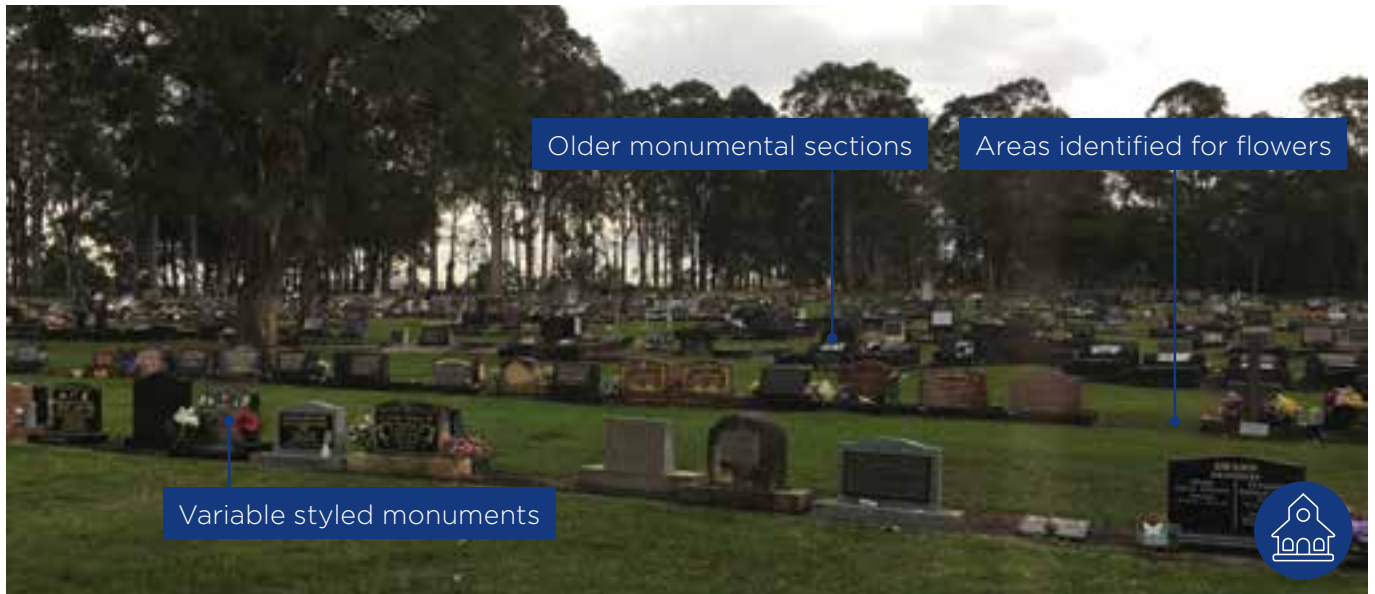 Older monumental sections
Areas identified for flowers
Variable styled monuments